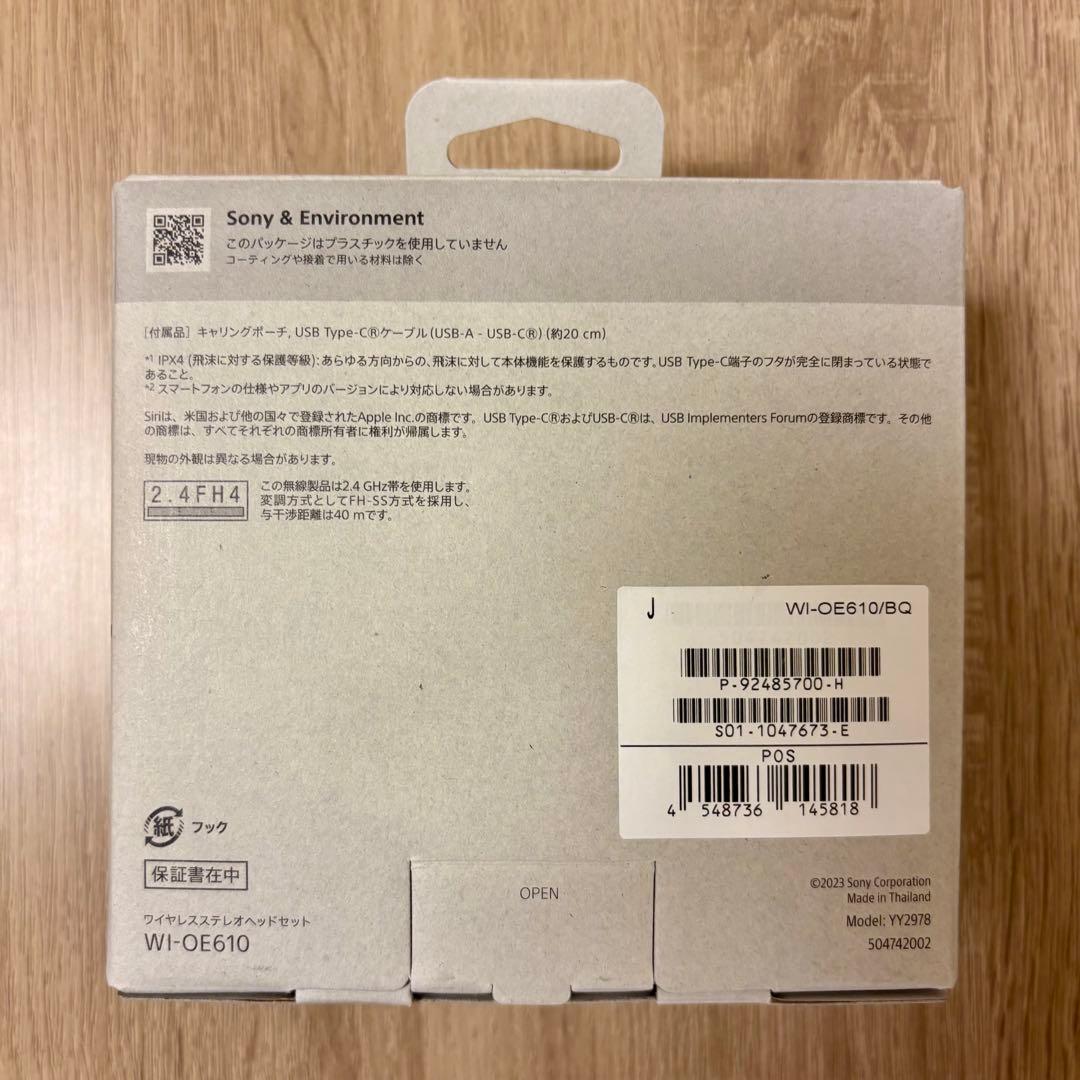 Sony & Environment
このパッケージはプラスチックを使用していません
コーティングや接着で用いる材料は除く
[付属品] キャリングポーチ, USB Type-C®ケーブル (USB-A - USB-C®) (約20 cm)
*1 IPX4 (飛沫に対する保護等級): あらゆる方向からの、飛沫に対して本体機能を保護するものです。USB Type-C端子のフタが完全に閉まっている状態で
あること。
*2 スマートフォンの仕様やアプリのバージョンにより対応しない場合があります。
Siriは、米国および他の国々で登録されたApple Inc.の商標です。USB Type-C®およびUSB-C®は、USB Implementers Forumの登録商標です。その他
の商標は、すべてそれぞれの商標所有者に権利が帰属します。
現物の外観は異なる場合があります。
2.4FH4
この無線製品は2.4 GHz帯を使用します。
変調方式としてFH-SS方式を採用し、
与干渉距離は40 mです。
J WI-OE610/BQ
P-92485700-H
S01-1047673-E
POS
4 548736 145818
紙 フック
保証書在中
ワイヤレスステレオヘッドセット
WI-OE610
OPEN
©2023 Sony Corporation
Made in Thailand
Model: YY2978
504742002